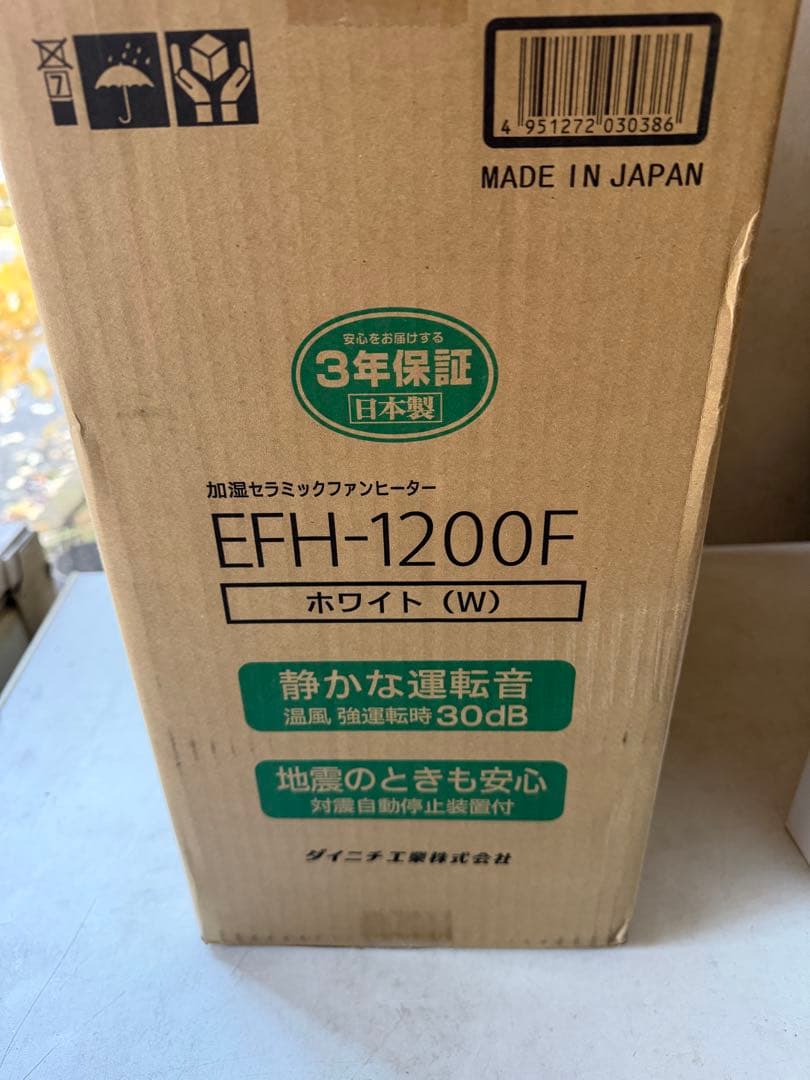 7
4 951272 030386
MADE IN JAPAN
安心をお届けする
3年保証
日本製
加湿セラミックファンヒーター
EFH-1200F
ホワイト（W）
静かな運転音
温風 強運転時 30dB
地震のときも安心
対震自動停止装置付
ダイニチ工業株式会社